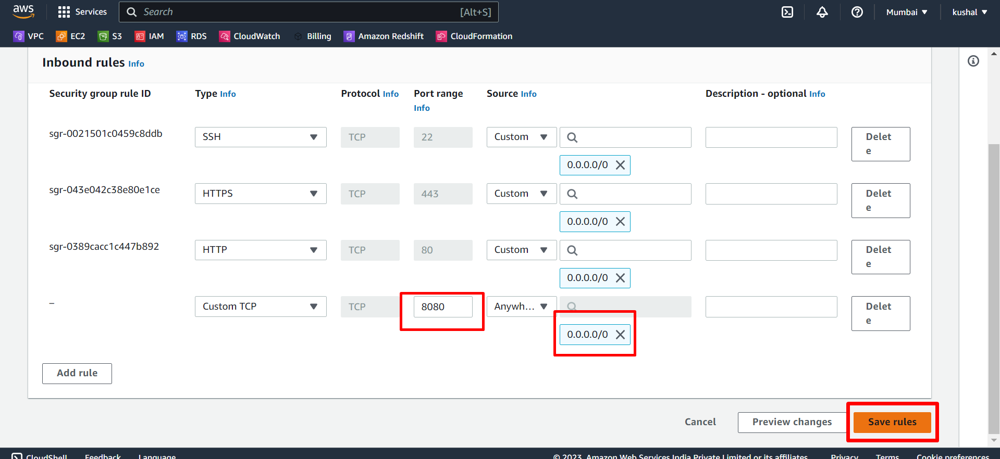 aws Services Search [Alt+S] Mumbai kushal
VPC EC2 S3 IAM RDS CloudWatch Billing Amazon Redshift CloudFormation
Inbound rules Info
Security group rule ID Type Info Protocol Info Port range Info Source Info Description - optional Info
sgr-0021501c0459c8ddb SSH TCP 22 Custom Delet
e
0.0.0.0/0
sgr-043e042c38e80e1ce HTTPS TCP 443 Custom Delet
e
0.0.0.0/0
sgr-0389cacc1c447b892 HTTP TCP 80 Custom Delet
e
0.0.0.0/0
– Custom TCP TCP 8080 Anywh... Delet
e
0.0.0.0/0
Add rule
Cancel Preview changes Save rules
CloudShell Feedback Language © 2023, Amazon Web Services India Private Limited or its affiliates. Privacy Terms Cookie preferences